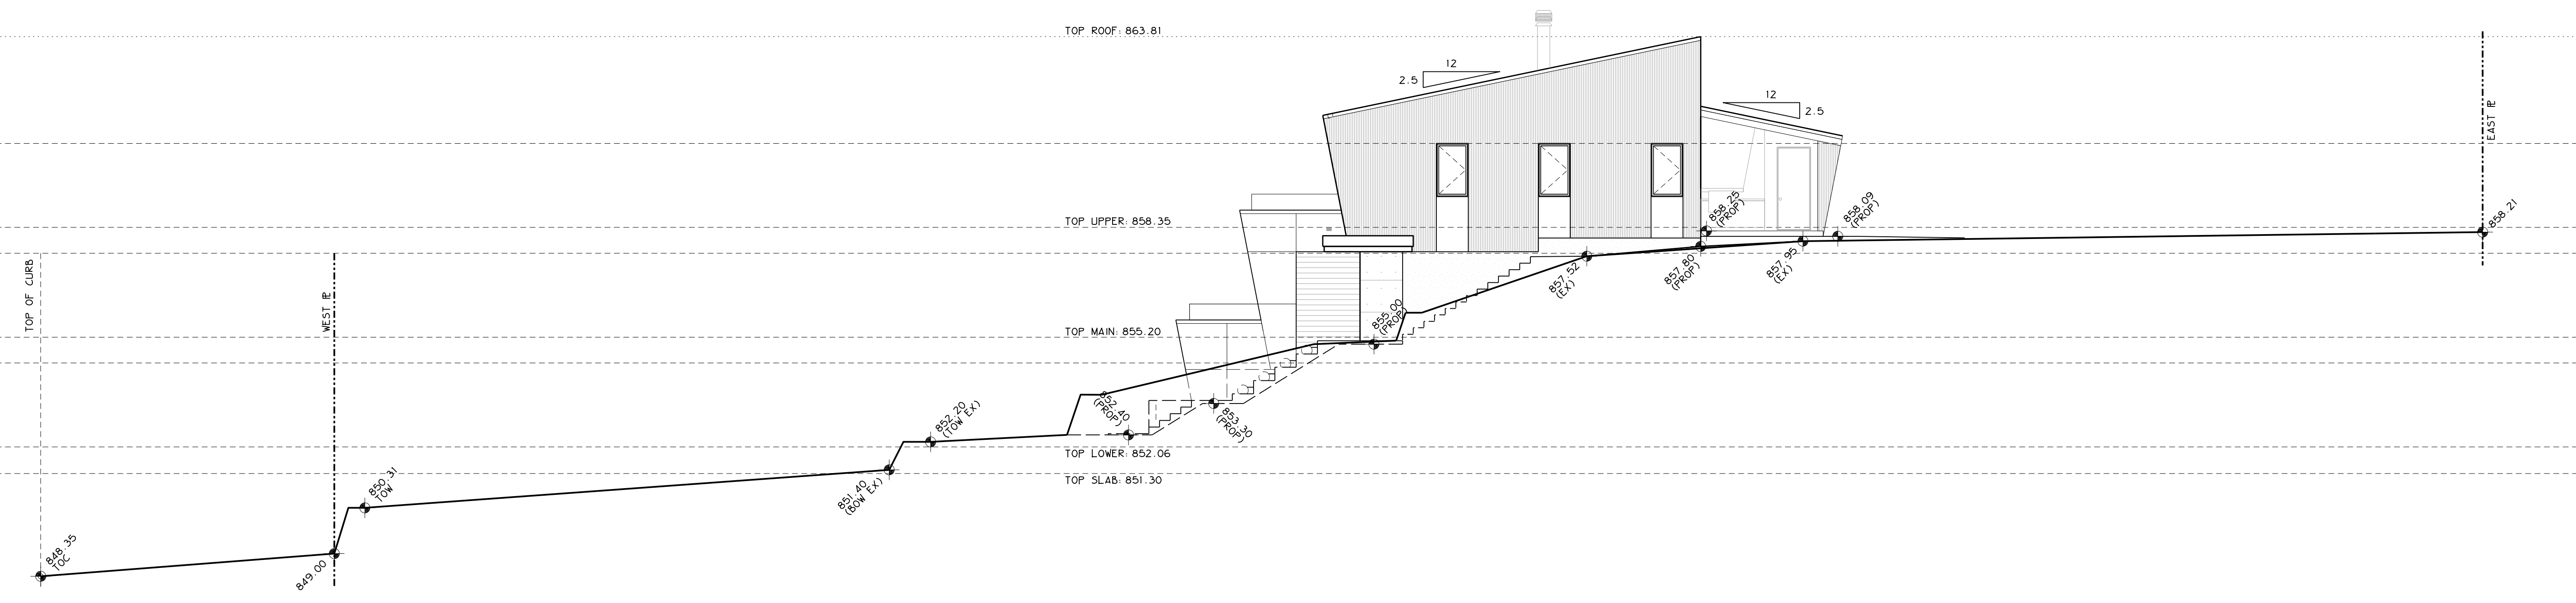 TOP ROOF: 863.81
12
2.5
12
2.5
EAST PL
TOP UPPER: 858.35
858.25
(PROP)
858.09
(PROP)
858.21
TOP OF CURB
WEST PL
857.52
(EX)
857.80
(PROP)
857.95
(EX)
855.00
(PROP)
TOP MAIN: 855.20
852.40
(PROP)
853.30
(PROP)
852.20
(TOW EX)
TOP LOWER: 852.06
TOP SLAB: 851.30
850.31
TOW
851.40
(BOW EX)
848.35
TOC
849.00